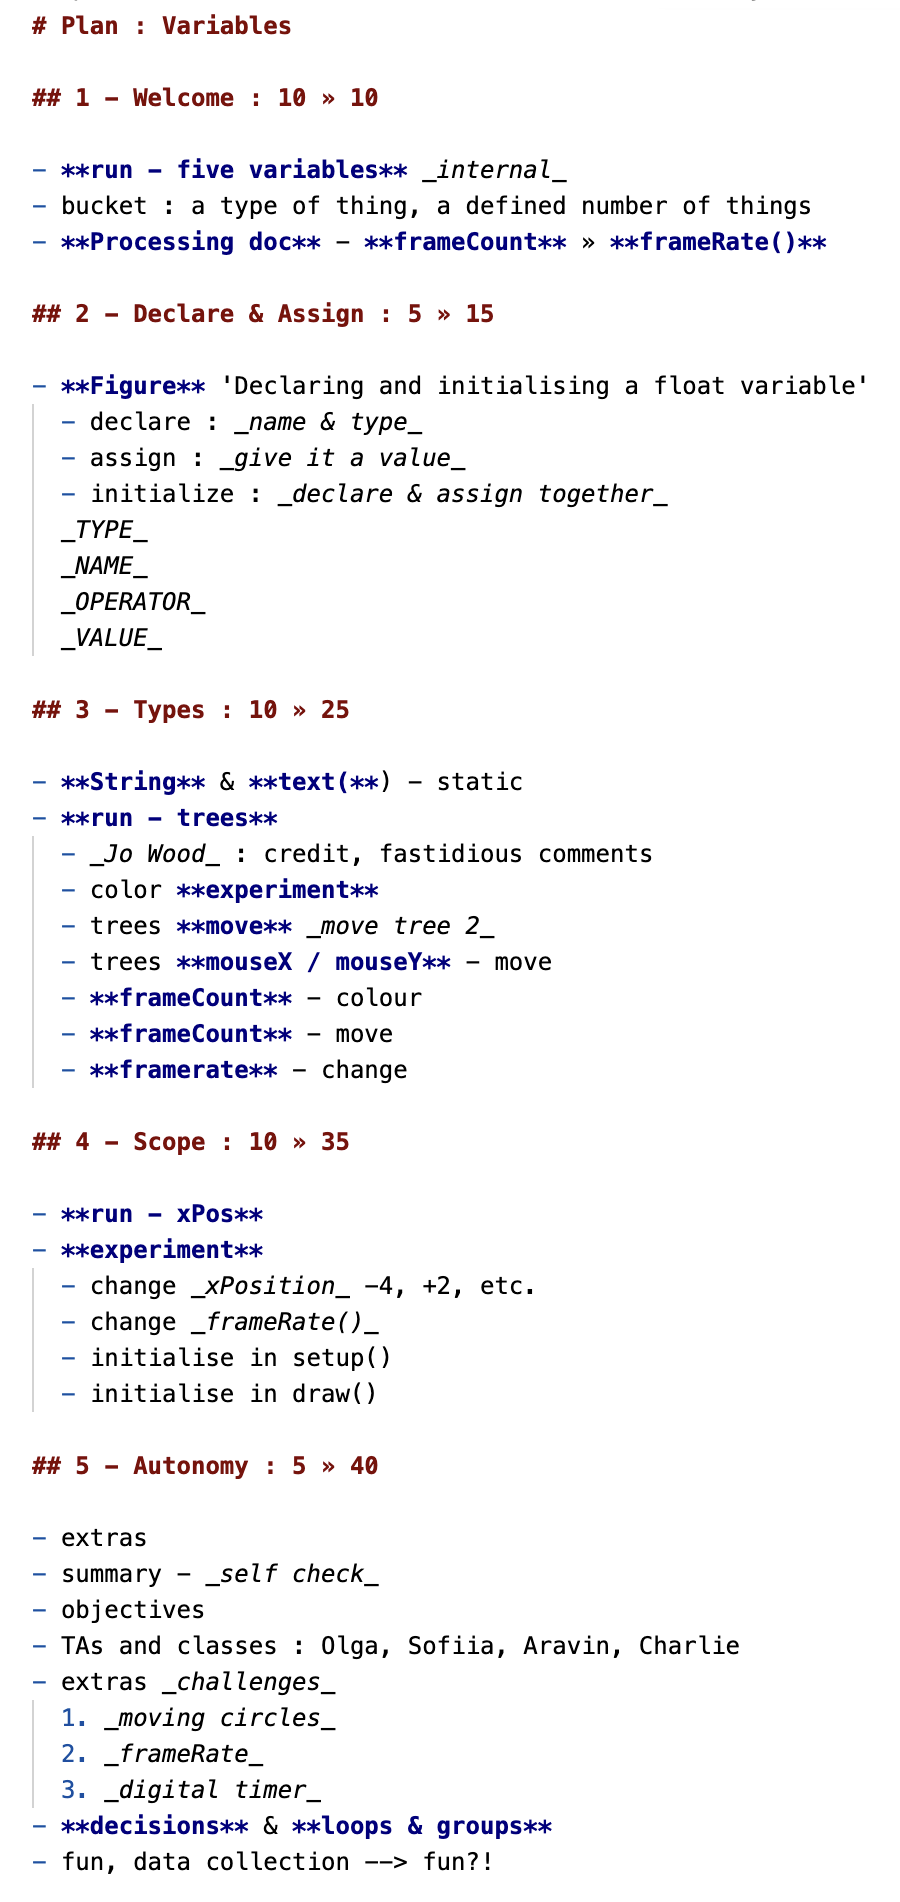 # Plan : Variables
## 1 - Welcome : 10 » 10
- **run - five variables** _internal_
- bucket : a type of thing, a defined number of things
- **Processing doc** - **frameCount** » **frameRate()**
## 2 - Declare & Assign : 5 » 15
- **Figure** 'Declaring and initialising a float variable'
- declare : _name & type_
- assign : _give it a value_
- initialize : _declare & assign together_
_TYPE_
_NAME_
_OPERATOR_
_VALUE_
## 3 - Types : 10 » 25
- **String** & **text(**) - static
- **run - trees**
- _Jo Wood_ : credit, fastidious comments
- color **experiment**
- trees **move** _move tree 2_
- trees **mouseX / mouseY** - move
- **frameCount** - colour
- **frameCount** - move
- **framerate** - change
## 4 - Scope : 10 » 35
- **run - xPos**
- **experiment**
- change _xPosition_ -4, +2, etc.
- change _frameRate()_
- initialise in setup()
- initialise in draw()
## 5 - Autonomy : 5 » 40
- extras
- summary - _self check_
- objectives
- TAs and classes : Olga, Sofiia, Aravin, Charlie
- extras _challenges_
1. _moving circles_
2. _frameRate_
3. _digital timer_
- **decisions** & **loops & groups**
- fun, data collection --> fun?!